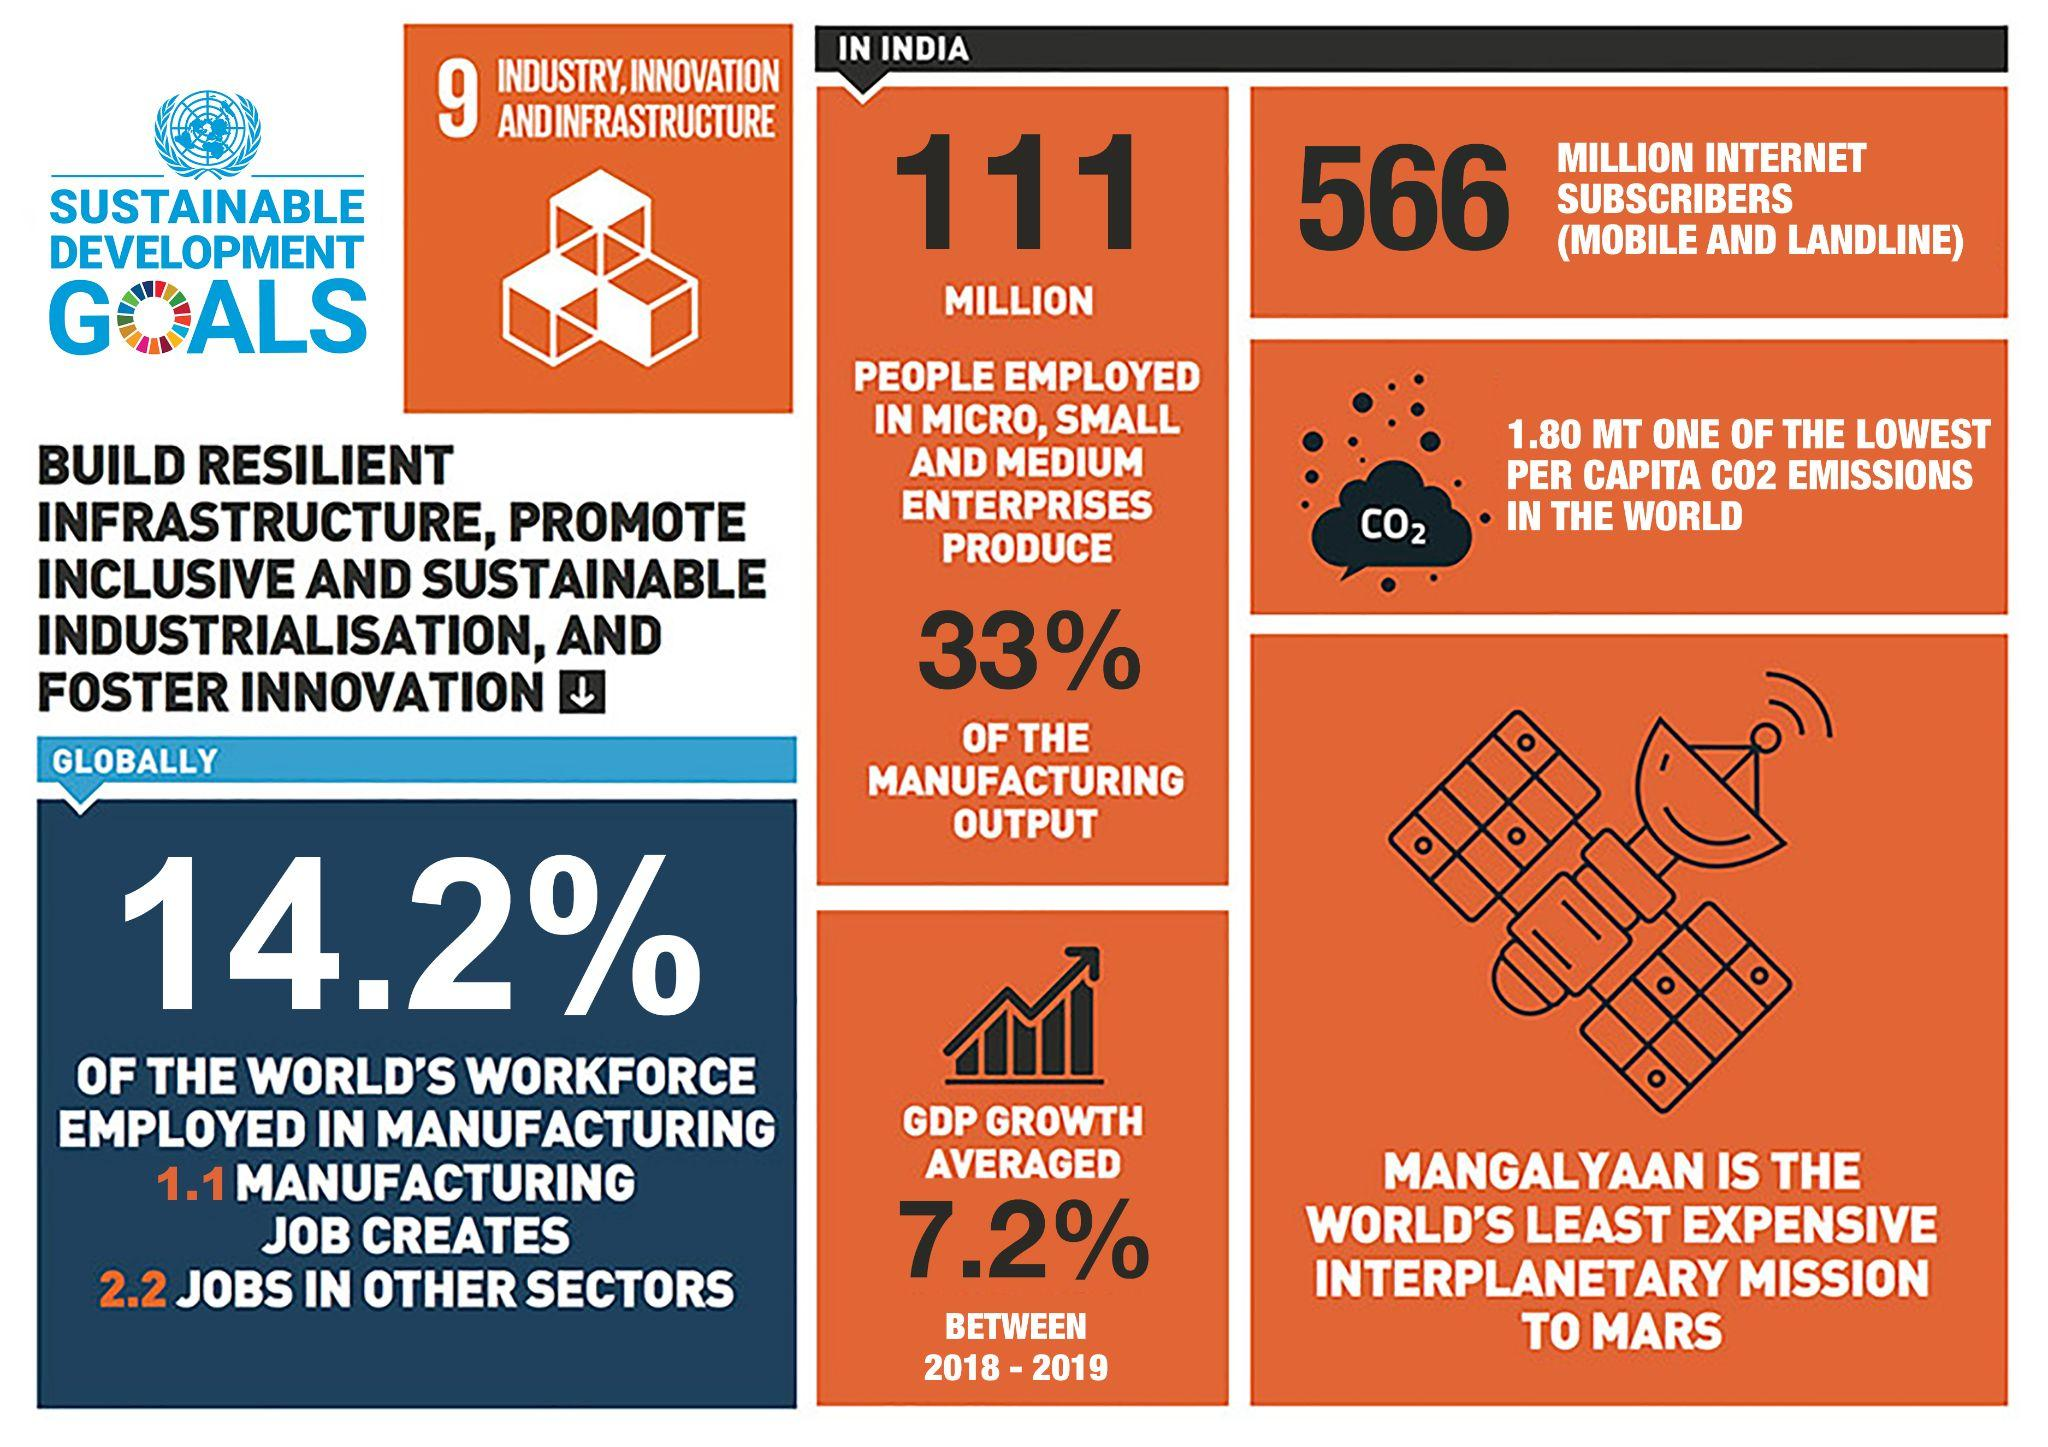 SUSTAINABLE
DEVELOPMENT
GOALS
9 INDUSTRY, INNOVATION
AND INFRASTRUCTURE
BUILD RESILIENT
INFRASTRUCTURE, PROMOTE
INCLUSIVE AND SUSTAINABLE
INDUSTRIALISATION, AND
FOSTER INNOVATION
GLOBALLY
14.2%
OF THE WORLD'S WORKFORCE
EMPLOYED IN MANUFACTURING
1.1 MANUFACTURING
JOB CREATES
2.2 JOBS IN OTHER SECTORS
IN INDIA
111
MILLION
PEOPLE EMPLOYED
IN MICRO, SMALL
AND MEDIUM
ENTERPRISES
PRODUCE
33%
OF THE
MANUFACTURING
OUTPUT
GDP GROWTH
AVERAGED
7.2%
BETWEEN
2018 - 2019
566
MILLION INTERNET
SUBSCRIBERS
(MOBILE AND LANDLINE)
CO2
1.80 MT ONE OF THE LOWEST
PER CAPITA CO2 EMISSIONS
IN THE WORLD
MANGALYAAN IS THE
WORLD'S LEAST EXPENSIVE
INTERPLANETARY MISSION
TO MARS